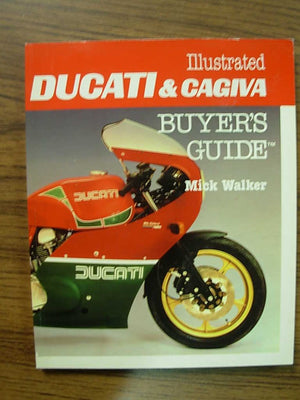 Illustrated
DUCATI & CAGIVA
BUYER'S
GUIDE™
Mick Walker
DUCATI
DUCATI